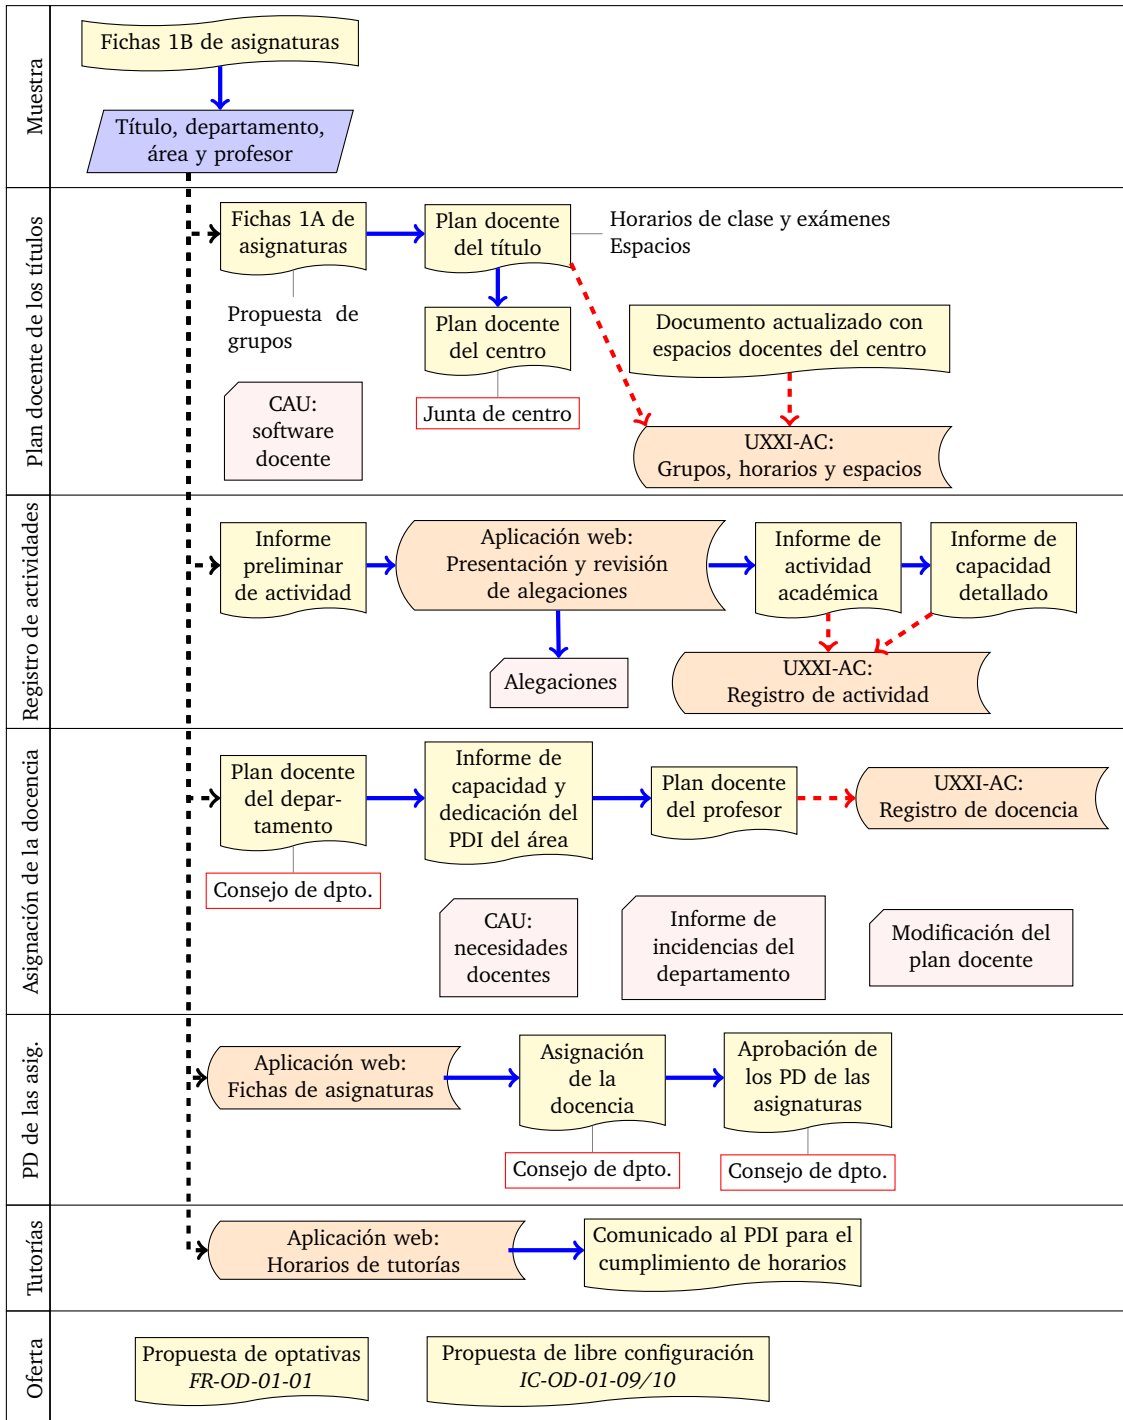 Muestra
Fichas 1B de asignaturas
Título, departamento,
área y profesor
Plan docente de los títulos
Fichas 1A de
asignaturas
Plan docente
del título
Horarios de clase y exámenes
Espacios
Propuesta de
grupos
Plan docente
del centro
Documento actualizado con
espacios docentes del centro
CAU:
software
docente
Junta de centro
UXXI-AC:
Grupos, horarios y espacios
Registro de actividades
Informe
preliminar
de actividad
Aplicación web:
Presentación y revisión
de alegaciones
Informe de
actividad
académica
Informe de
capacidad
detallado
Alegaciones
UXXI-AC:
Registro de actividad
Asignación de la docencia
Plan docente
del depar-
tamento
Informe de
capacidad y
dedicación del
PDI del área
Plan docente
del profesor
UXXI-AC:
Registro de docencia
Consejo de dpto.
CAU:
necesidades
docentes
Informe de
incidencias del
departamento
Modificación del
plan docente
PD de las asig.
Aplicación web:
Fichas de asignaturas
Asignación
de la
docencia
Aprobación de
los PD de las
asignaturas
Consejo de dpto.
Consejo de dpto.
Tutorías
Aplicación web:
Horarios de tutorías
Comunicado al PDI para el
cumplimiento de horarios
Oferta
Propuesta de optativas
FR-OD-01-01
Propuesta de libre configuración
IC-OD-01-09/10